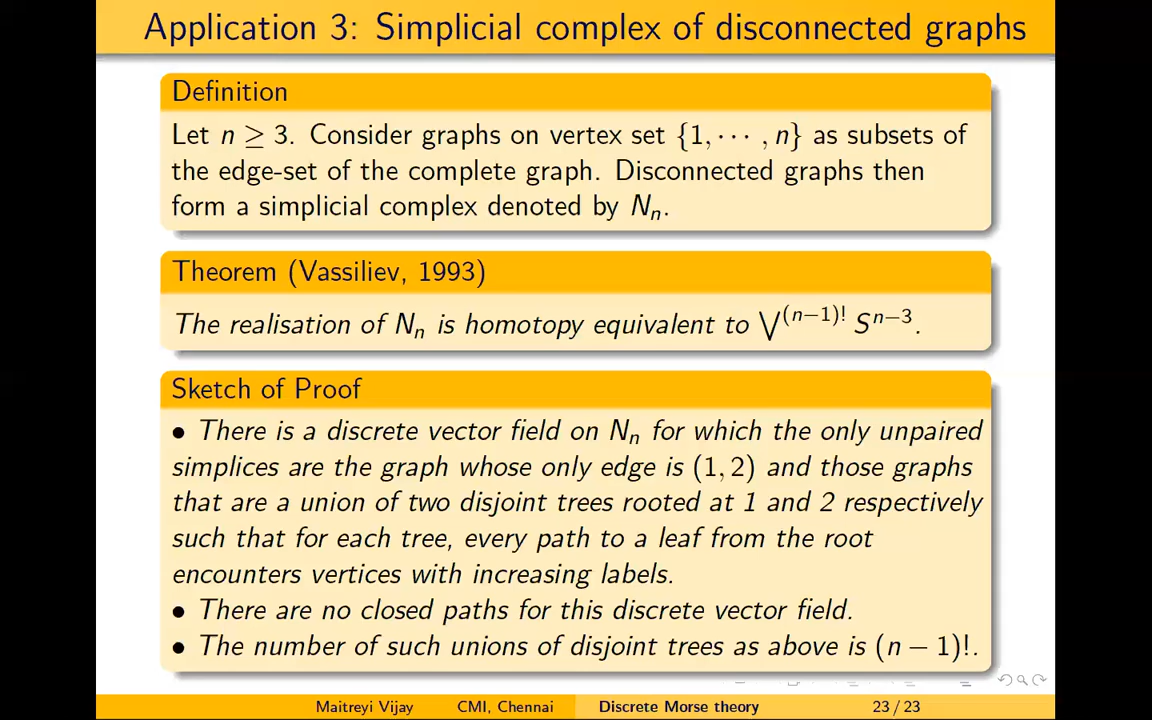 Application 3: Simplicial complex of disconnected graphs
Definition
Let n ≥ 3. Consider graphs on vertex set {1, ⋯ , n} as subsets of
the edge-set of the complete graph. Disconnected graphs then
form a simplicial complex denoted by Nₙ.
Theorem (Vassiliev, 1993)
The realisation of Nₙ is homotopy equivalent to ⋁⁽ⁿ⁻¹⁾! Sⁿ⁻³.
Sketch of Proof
• There is a discrete vector field on Nₙ for which the only unpaired
simplices are the graph whose only edge is (1, 2) and those graphs
that are a union of two disjoint trees rooted at 1 and 2 respectively
such that for each tree, every path to a leaf from the root
encounters vertices with increasing labels.
• There are no closed paths for this discrete vector field.
• The number of such unions of disjoint trees as above is (n − 1)!.
Maitreyi Vijay CMI, Chennai Discrete Morse theory 23 / 23